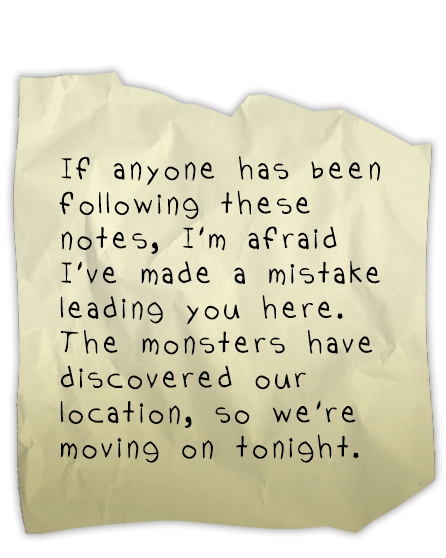 If anyone has been
following these
notes, I'm afraid
I've made a mistake
leading you here.
The monsters have
discovered our
location, so we're
moving on tonight.